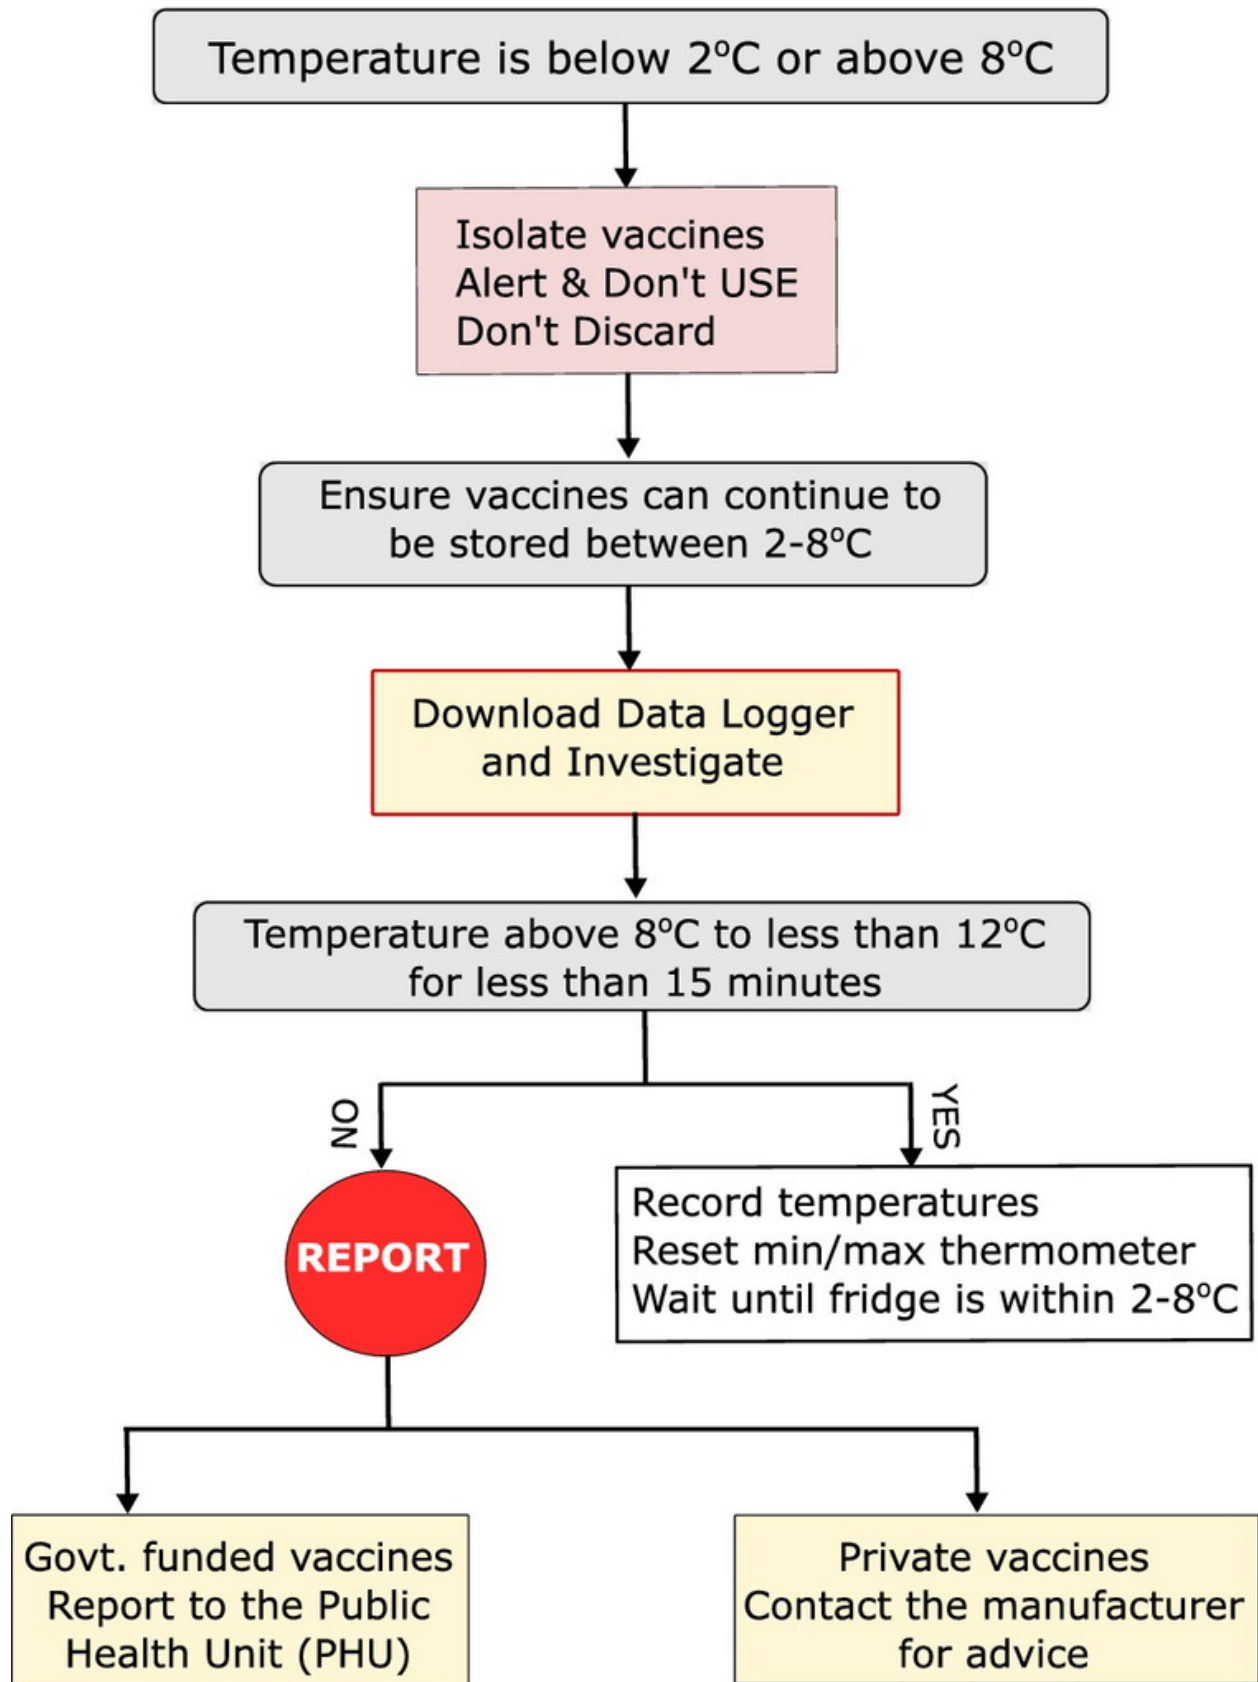 Temperature is below 2°C or above 8°C
Isolate vaccines
Alert & Don't USE
Don't Discard
Ensure vaccines can continue to
be stored between 2-8°C
Download Data Logger
and Investigate
Temperature above 8°C to less than 12°C
for less than 15 minutes
NO
YES
REPORT
Record temperatures
Reset min/max thermometer
Wait until fridge is within 2-8°C
Govt. funded vaccines
Report to the Public
Health Unit (PHU)
Private vaccines
Contact the manufacturer
for advice